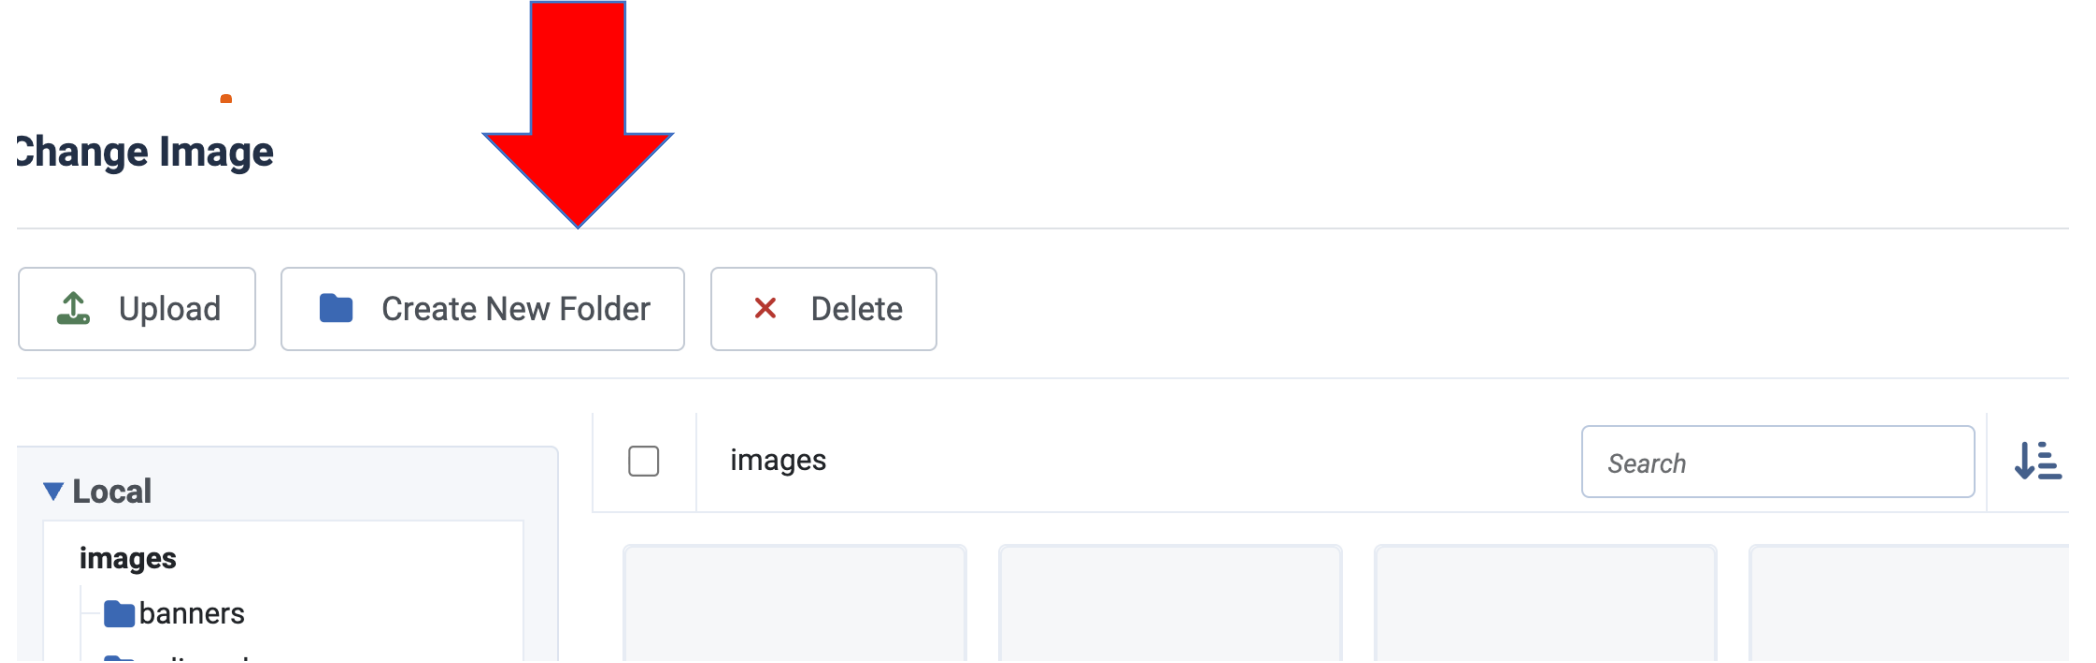 Change Image
Upload
Create New Folder
Delete
images
Search
Local
images
banners